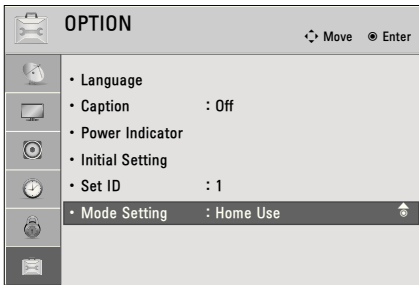 OPTION
Move Enter
• Language
• Caption : Off
• Power Indicator
• Initial Setting
• Set ID : 1
• Mode Setting : Home Use